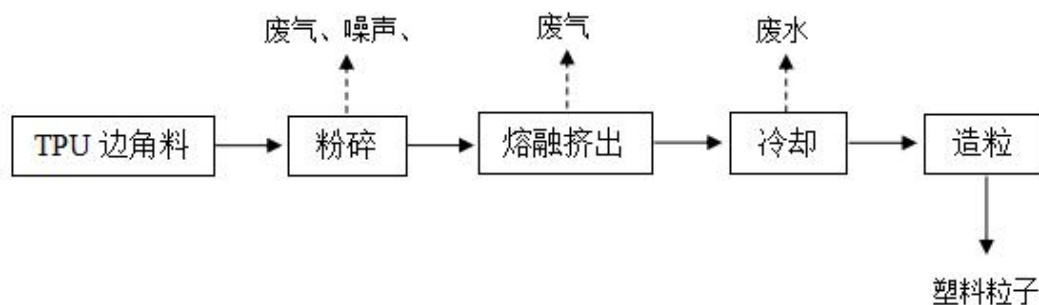 废气、噪声、
废气
废水
TPU 边角料
粉碎
熔融挤出
冷却
造粒
塑料粒子